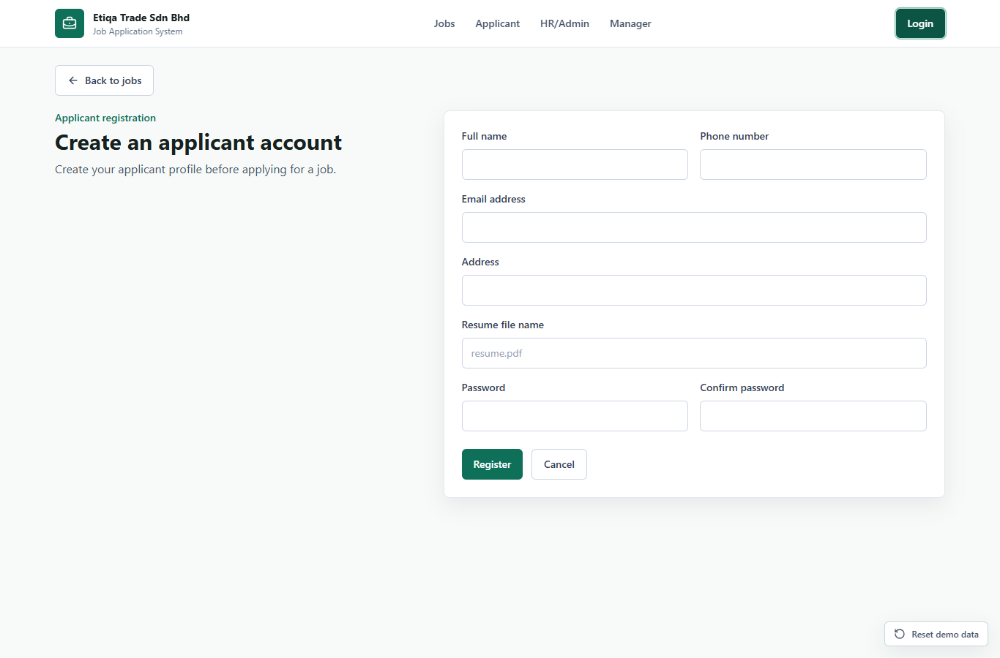 Etiqa Trade Sdn Bhd
Job Application System
Jobs
Applicant
HR/Admin
Manager
Login
Back to jobs
Applicant registration
Create an applicant account
Create your applicant profile before applying for a job.
Full name
Phone number
Email address
Address
Resume file name
resume.pdf
Password
Confirm password
Register
Cancel
Reset demo data